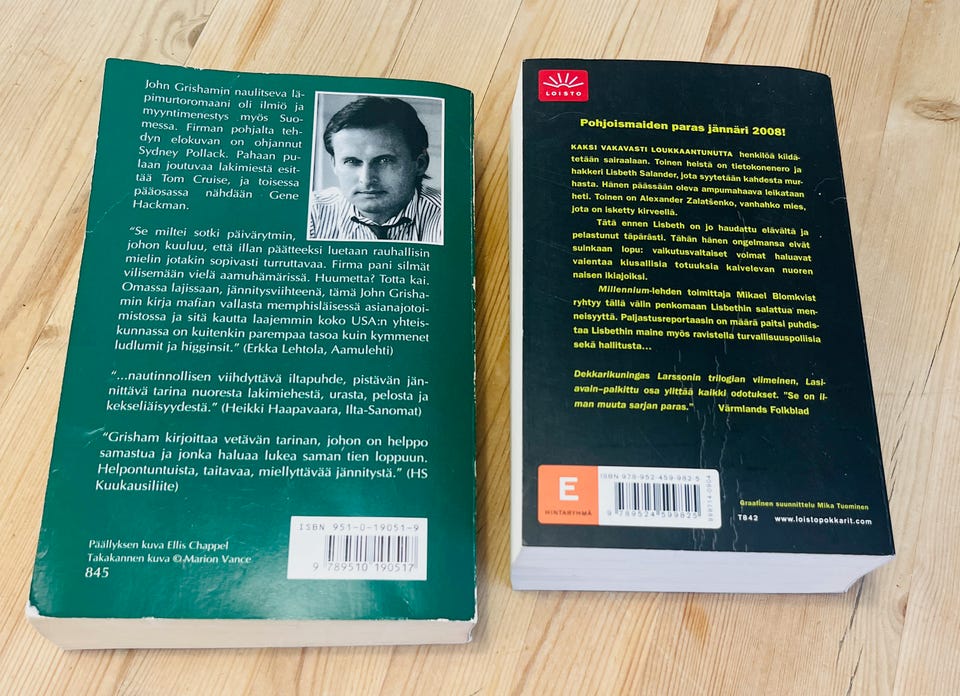 John Grishamin naulitseva lä-
pimurtoromaani oli ilmiö ja
myyntimenestys myös Suo-
messa. Firman pohjalta teh-
dyn elokuvan on ohjannut
Sydney Pollack. Pahaan pu-
laan joutuvaa lakimiestä esit-
tää Tom Cruise, ja toisessa
pääosassa nähdään Gene
Hackman.
“Se miltei sotki päivärytmin,
johon kuuluu, että illan päätteeksi luetaan rauhallisin
mielin jotakin sopivasti turruttavaa. Firma pani silmät
vilisemään vielä aamuhämärissä. Huumetta? Totta kai.
Omassa lajissaan, jännitysviihteenä, tämä John Grisha-
min kirja mafian vallasta memphisläisessä asianajotoi-
mistossa ja sitä kautta laajemmin koko USA:n yhteis-
kunnassa on kuitenkin parempaa tasoa kuin kymmenet
ludlumit ja higginsit.” (Erkka Lehtola, Aamulehti)
“...nautinnollisen viihdyttävä iltapuhde, pistävän jän-
nittävä tarina nuoresta lakimiehestä, urasta, pelosta ja
kekseliäisyydestä.” (Heikki Haapavaara, Ilta-Sanomat)
“Grisham kirjoittaa vetävän tarinan, johon on helppo
samastua ja jonka haluaa lukea saman tien loppuun.
Helpontuntuista, taitavaa, miellyttävää jännitystä.” (HS
Kuukausiliite)
Päällyksen kuva Ellis Chappel
Takakannen kuva © Marion Vance
845
ISBN 951-0-19051-9
9 789510 190517
LOISTO
Pohjoismaiden paras jännäri 2008!
KAKSI VAKAVASTI LOUKKAANTUNUTTA henkilöä kiidä-
tetään sairaalaan. Toinen heistä on tietokonenero ja
hakkeri Lisbeth Salander, jota syytetään kahdesta mur-
hasta. Hänen päässään oleva ampumahaava leikataan
heti. Toinen on Alexander Zalatšenko, vanhahko mies,
jota on isketty kirveellä.
Tätä ennen Lisbeth on jo haudattu elävältä ja
pelastunut täpärästi. Tähän hänen ongelmansa eivät
suinkaan lopu: vaikutusvaltaiset voimat haluavat
vaientaa kiusallisia totuuksia kaivelevan nuoren
naisen ikiajoiksi.
Millennium-lehden toimittaja Mikael Blomkvist
ryhtyy tällä välin penkomaan Lisbethin salattua men-
neisyyttä. Paljastusreportaasin on määrä paitsi puhdis-
taa Lisbethin maine myös ravistella turvallisuuspoliisia
sekä hallitusta...
Dekkarikuningas Larssonin trilogian viimeinen, Lasi-
avain-palkittu osa ylittää kaikki odotukset. "Se on il-
man muuta sarjan paras." Värmlands Folkblad
E
HINTARYHMÄ
ISBN 978-952-459-982-5
9 789524 599825
Graafinen suunnittelu Mika Tuominen
T842 www.loistopokkarit.com